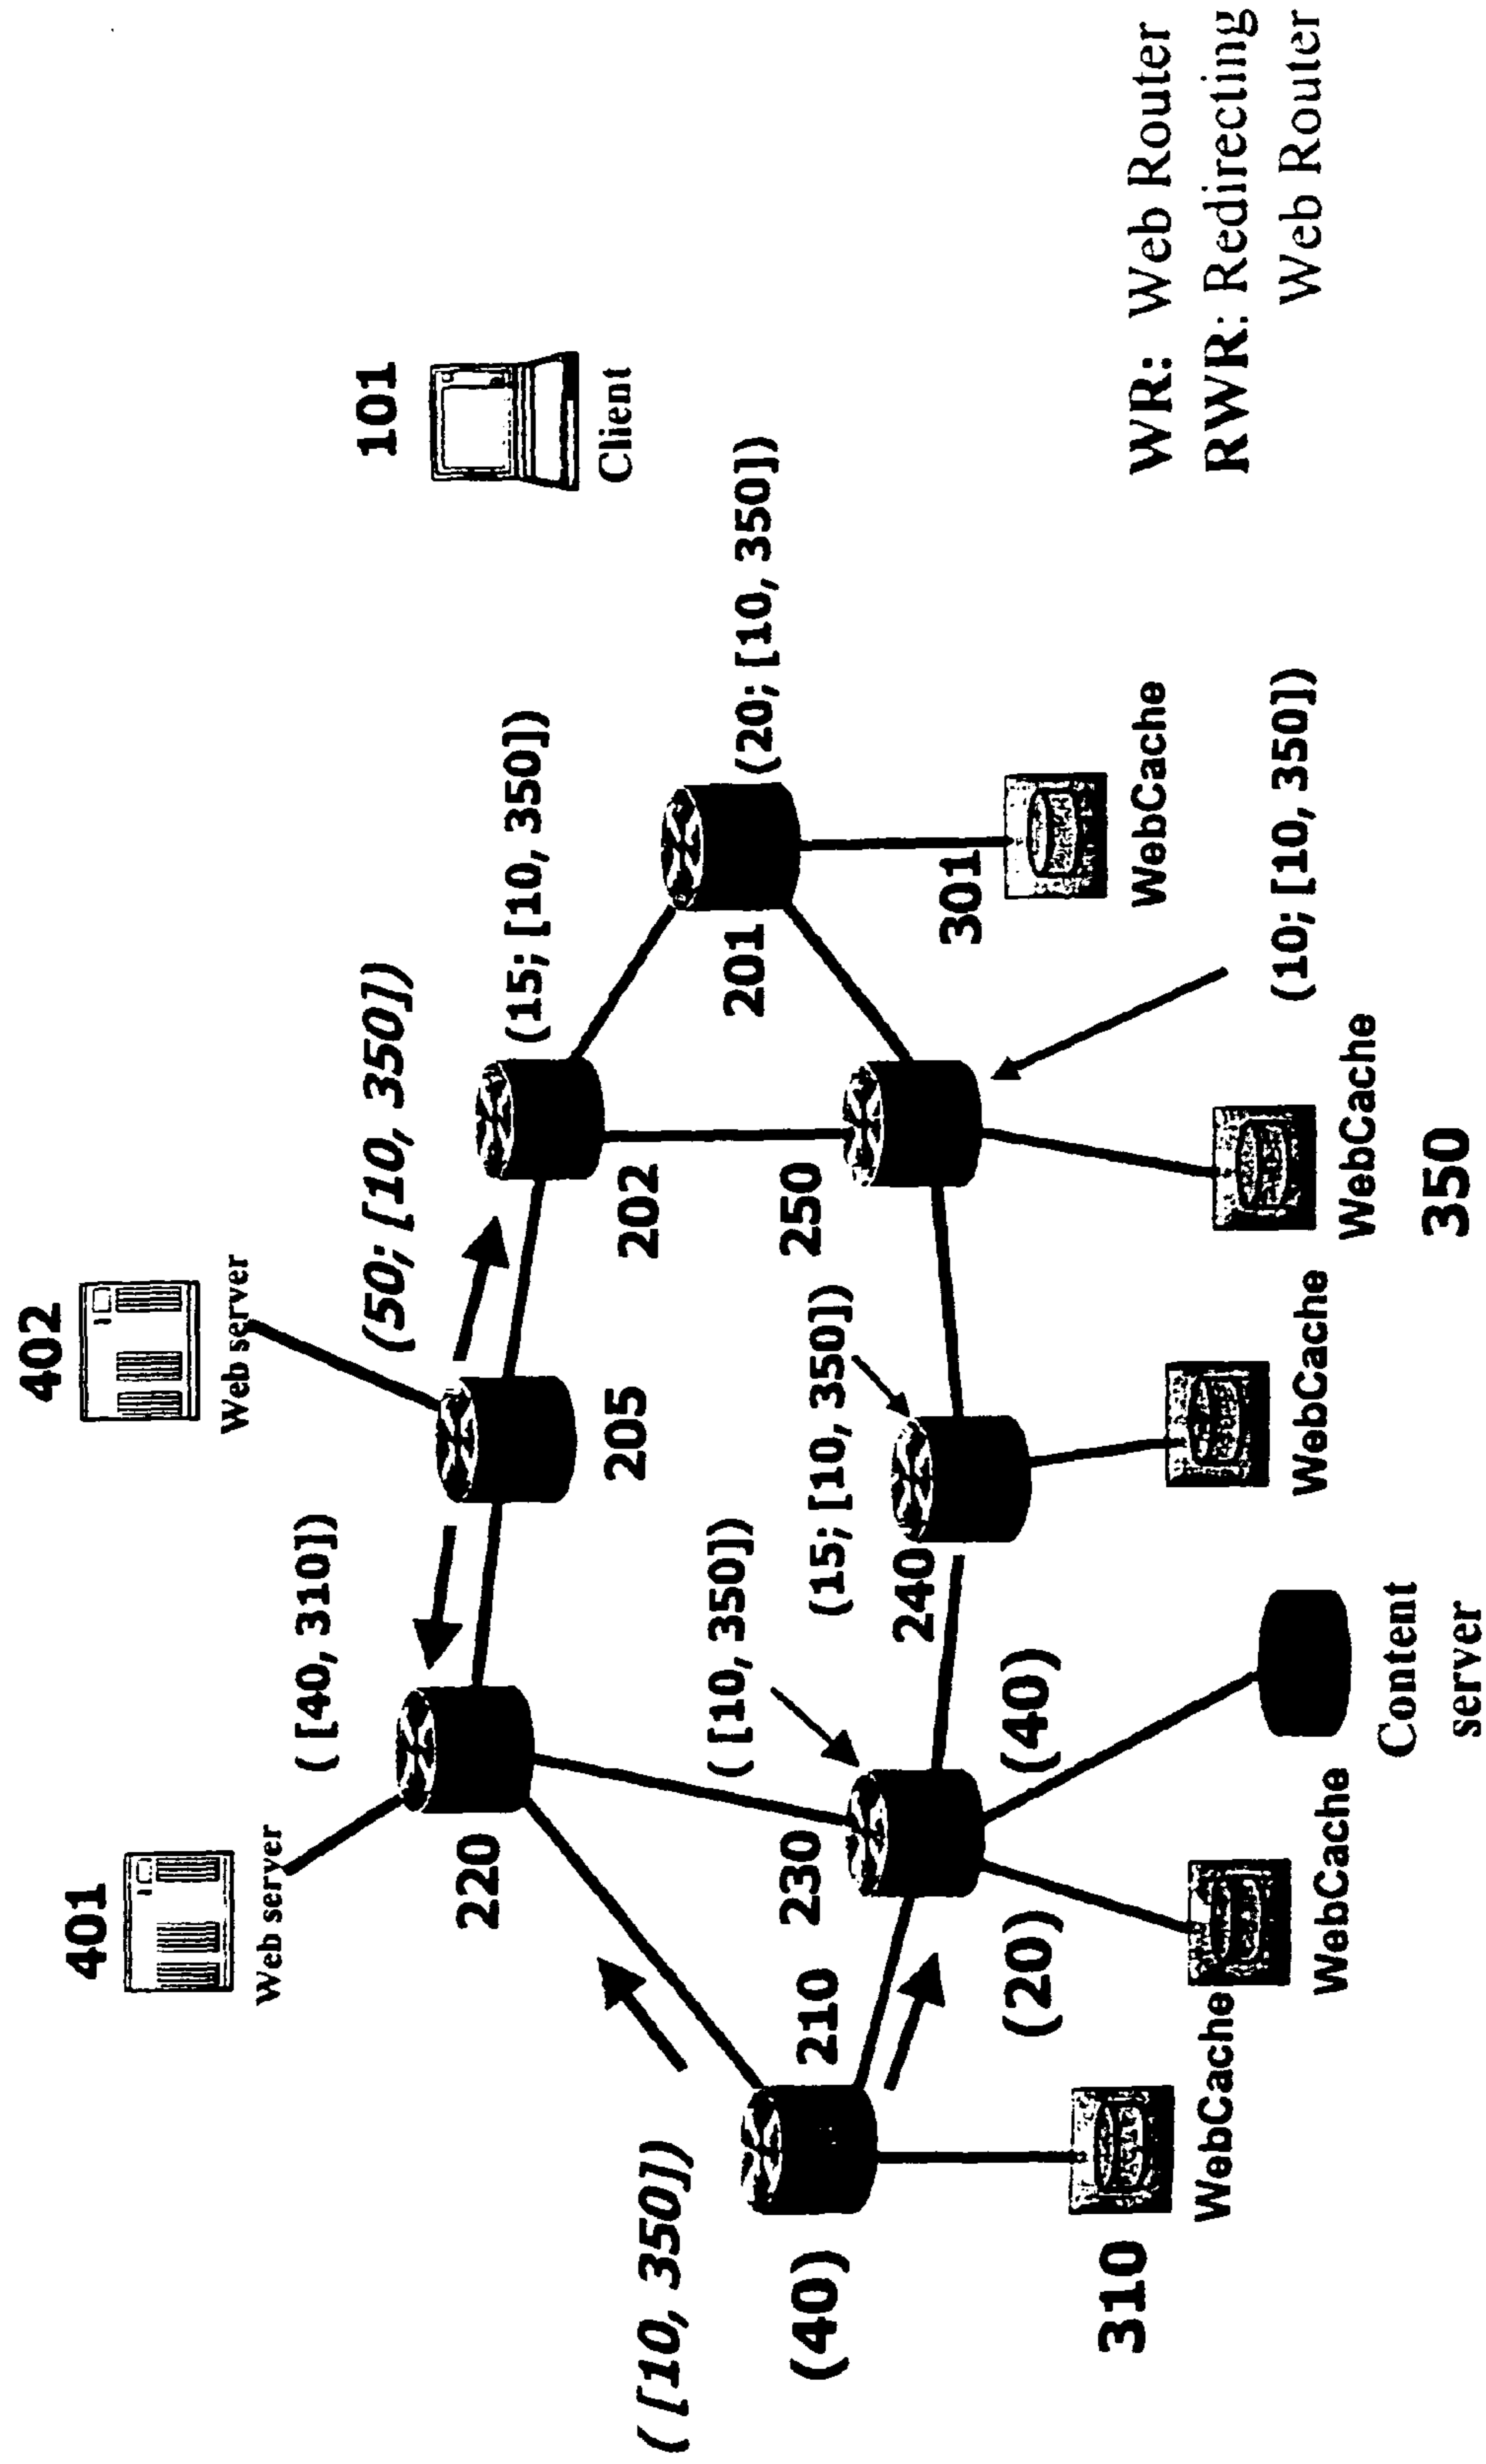 402
Web server
401
Web server
101
Client
(50; [10, 350])
([40, 310])
(15; [10, 350])
205
202
220
([10, 350])
([10, 350])
(20; [10, 350])
201
(15; [10, 350])
250
230
210
(40)
240
301
(20)
(40)
WebCache
310
WebCache
WebCache
WebCache
WebCache
(10; [10, 350])
350
Content
server
WR: Web Router
RWR: Redirecting
Web Router